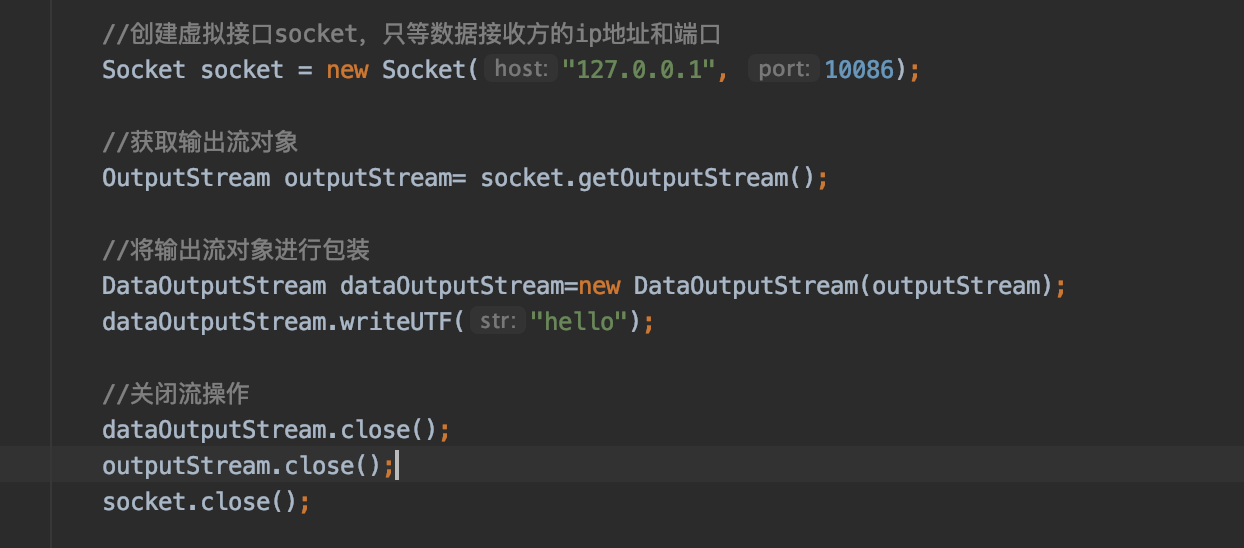 //创建虚拟接口socket，只等数据接收方的ip地址和端口
Socket socket = new Socket( host: "127.0.0.1", port: 10086);
//获取输出流对象
OutputStream outputStream= socket.getOutputStream();
//将输出流对象进行包装
DataOutputStream dataOutputStream=new DataOutputStream(outputStream);
dataOutputStream.writeUTF( str: "hello");
//关闭流操作
dataOutputStream.close();
outputStream.close();
socket.close();